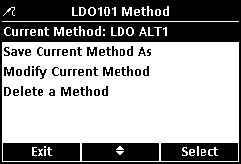 LDO101 Method
Current Method: LDO ALT1
Save Current Method As
Modify Current Method
Delete a Method
Exit
Select